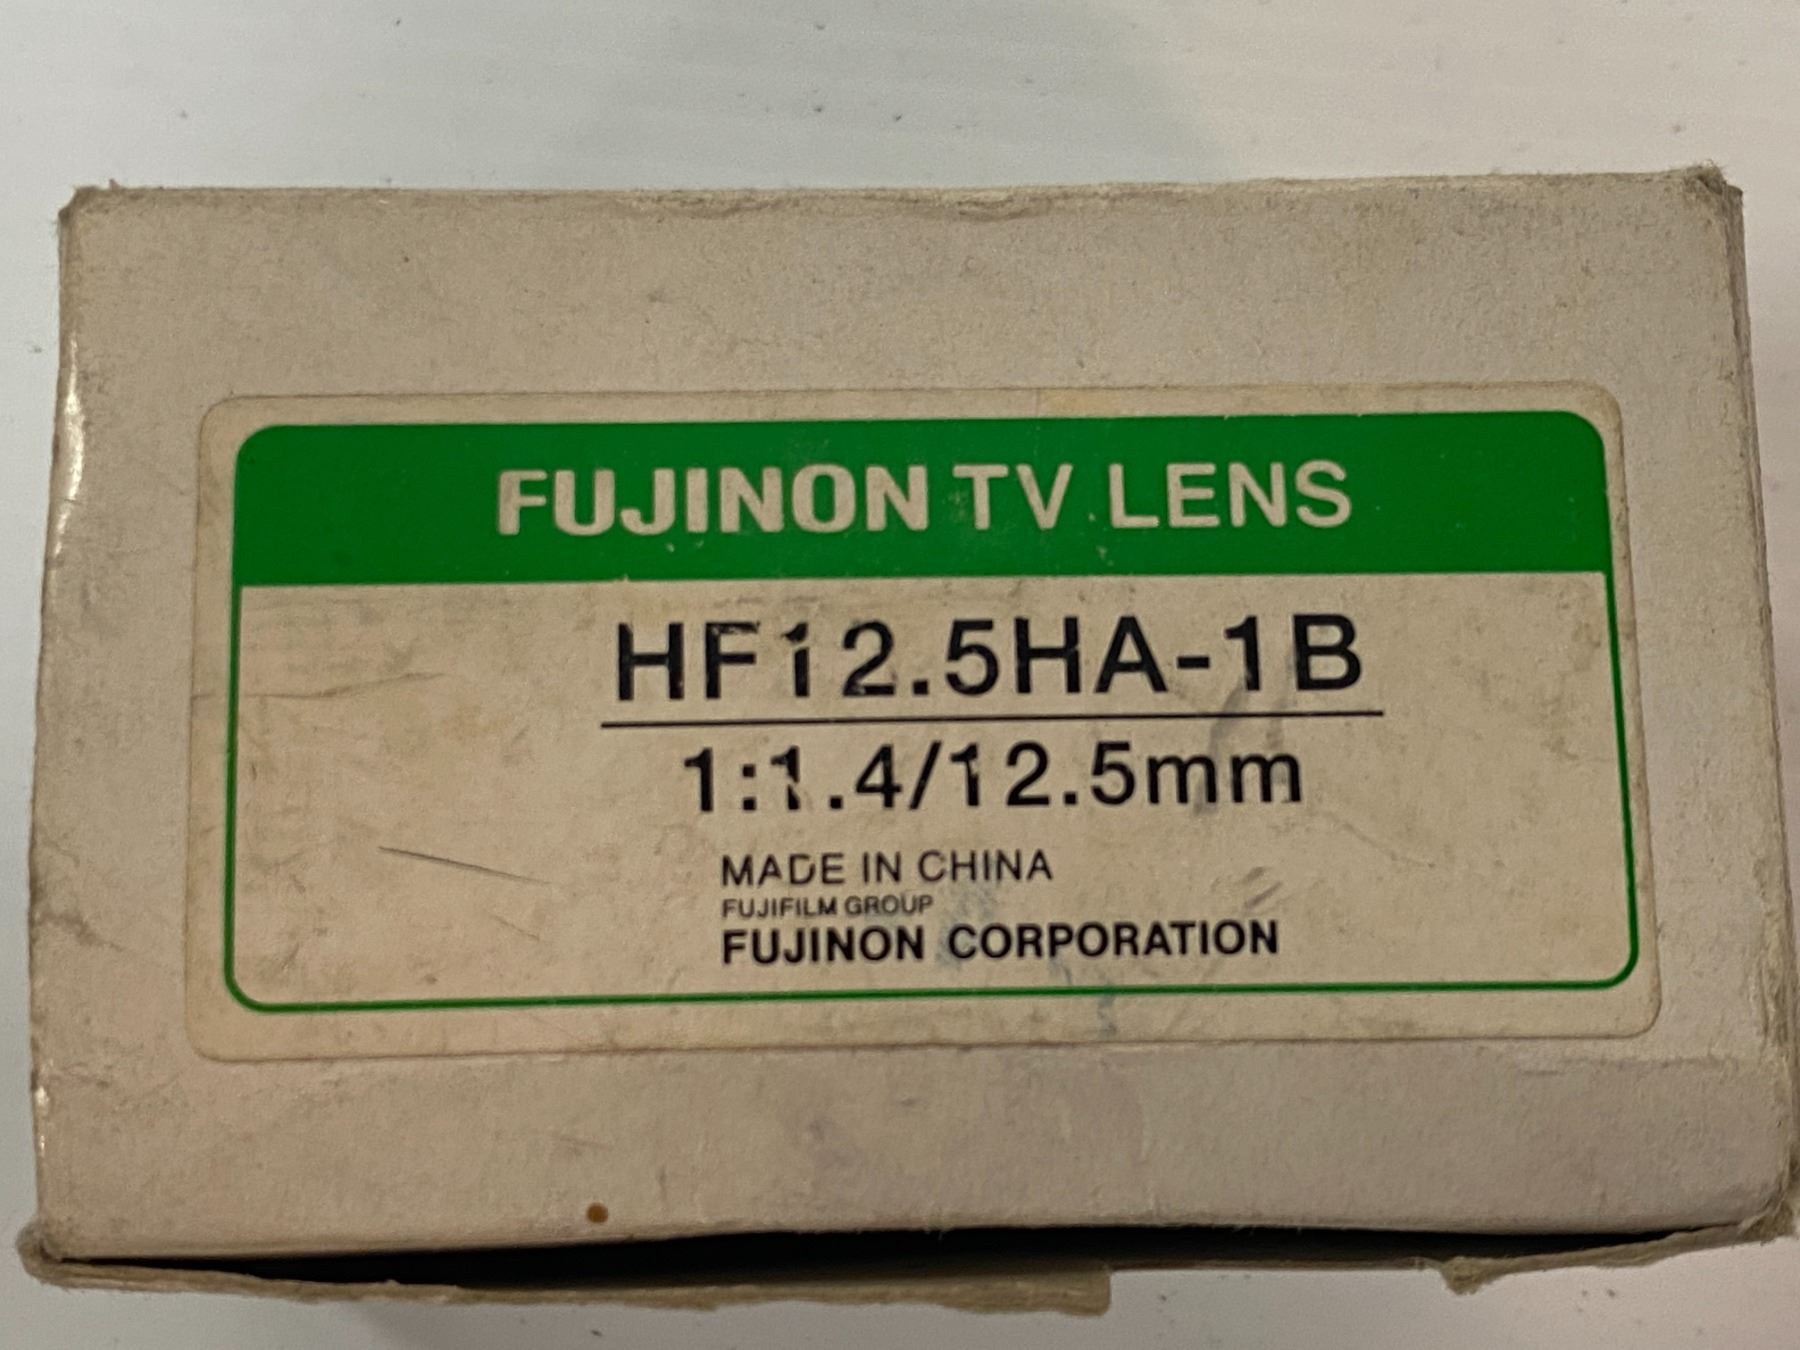 FUJINON TV LENS
HF12.5HA-1B
1:1.4/12.5mm
MADE IN CHINA
FUJIFILM GROUP
FUJINON CORPORATION